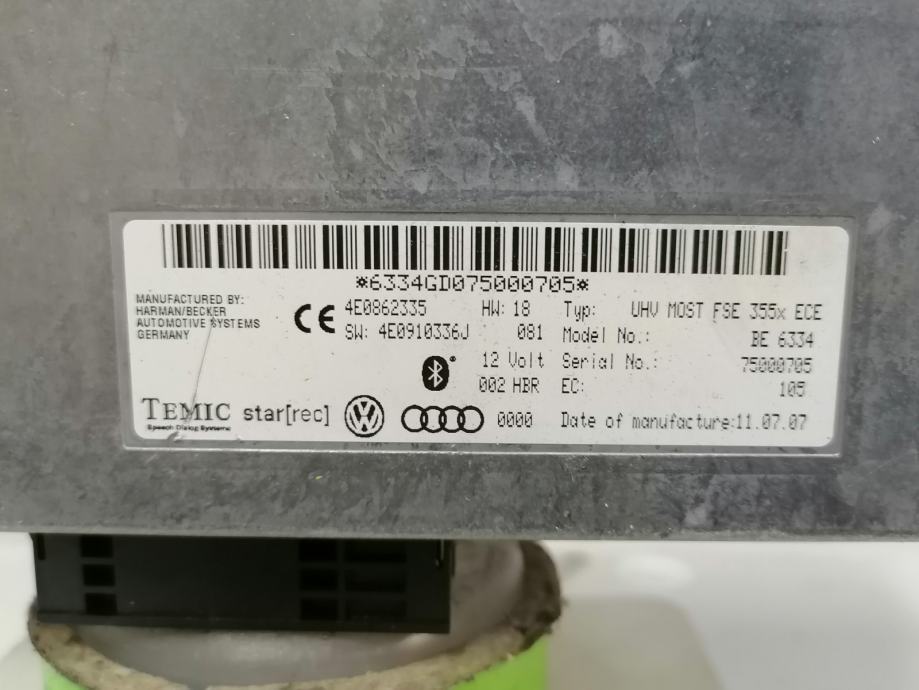 *6334GD075000705*
MANUFACTURED BY:
HARMAN/BECKER
AUTOMOTIVE SYSTEMS
GERMANY
CE
4E0862335 HW: 18 Typ: UHV MOST FSE 355x ECE
SW: 4E0910336J 081 Model No.: BE 6334
12 Volt Serial No.: 75000705
002 HBR EC: 105
TEMIC star[rec] 0000 Date of manufacture:11.07.07
Speech Dialog Systems